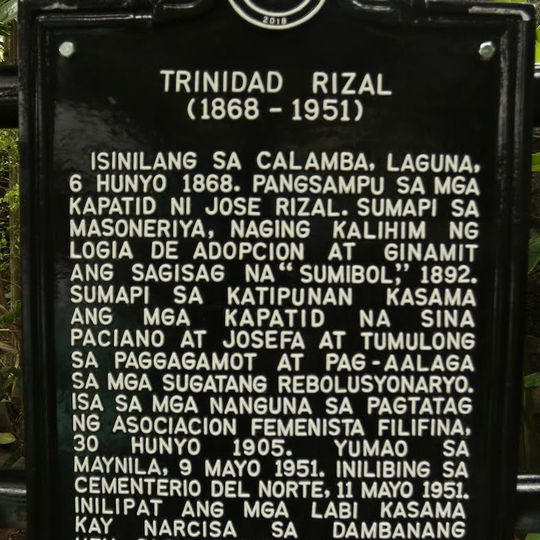 2018
TRINIDAD RIZAL
(1868 - 1951)
ISINILANG SA CALAMBA, LAGUNA,
6 HUNYO 1868. PANGSAMPU SA MGA
KAPATID NI JOSE RIZAL. SUMAPI SA
MASONERIYA, NAGING KALIHIM NG
LOGIA DE ADOPCION AT GINAMIT
ANG SAGISAG NA "SUMIBOL," 1892.
SUMAPI SA KATIPUNAN KASAMA
ANG MGA KAPATID NA SINA
PACIANO AT JOSEFA AT TUMULONG
SA PAGGAGAMOT AT PAG-AALAGA
SA MGA SUGATANG REBOLUSYONARYO.
ISA SA MGA NANGUNA SA PAGTATAG
NG ASOCIACION FEMENISTA FILIFINA,
30 HUNYO 1905. YUMAO SA
MAYNILA, 9 MAYO 1951. INILIBING SA
CEMENTERIO DEL NORTE, 11 MAYO 1951.
INILIPAT ANG MGA LABI KASAMA
KAY NARCISA SA DAMBANANG